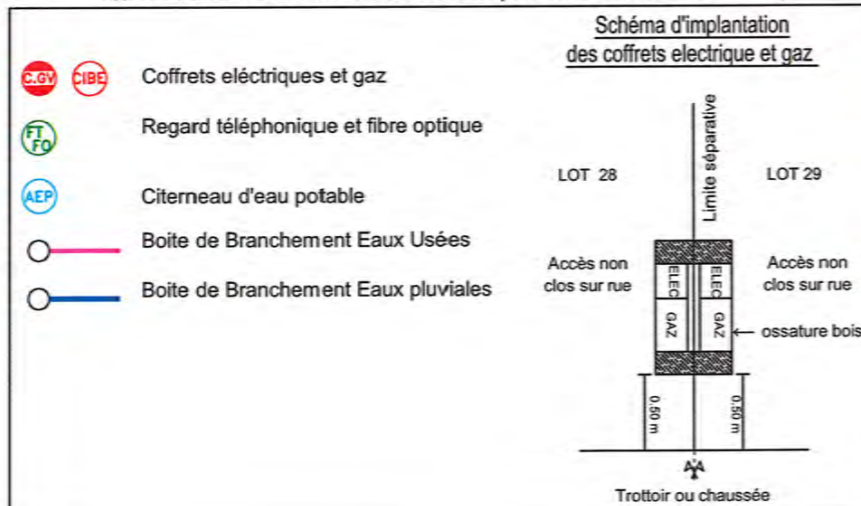 C.GV CIBE Coffrets eléctriques et gaz
FT FO Regard téléphonique et fibre optique
AEP Citerneau d'eau potable
Boite de Branchement Eaux Usées
Boite de Branchement Eaux pluviales
Schéma d'implantation
des coffrets electrique et gaz
Limite séparative
LOT 28
LOT 29
Accès non
clos sur rue
ELEC
ELEC
GAZ
GAZ
Accès non
clos sur rue
ossature bois
0,50 m
0,50 m
Trottoir ou chaussée